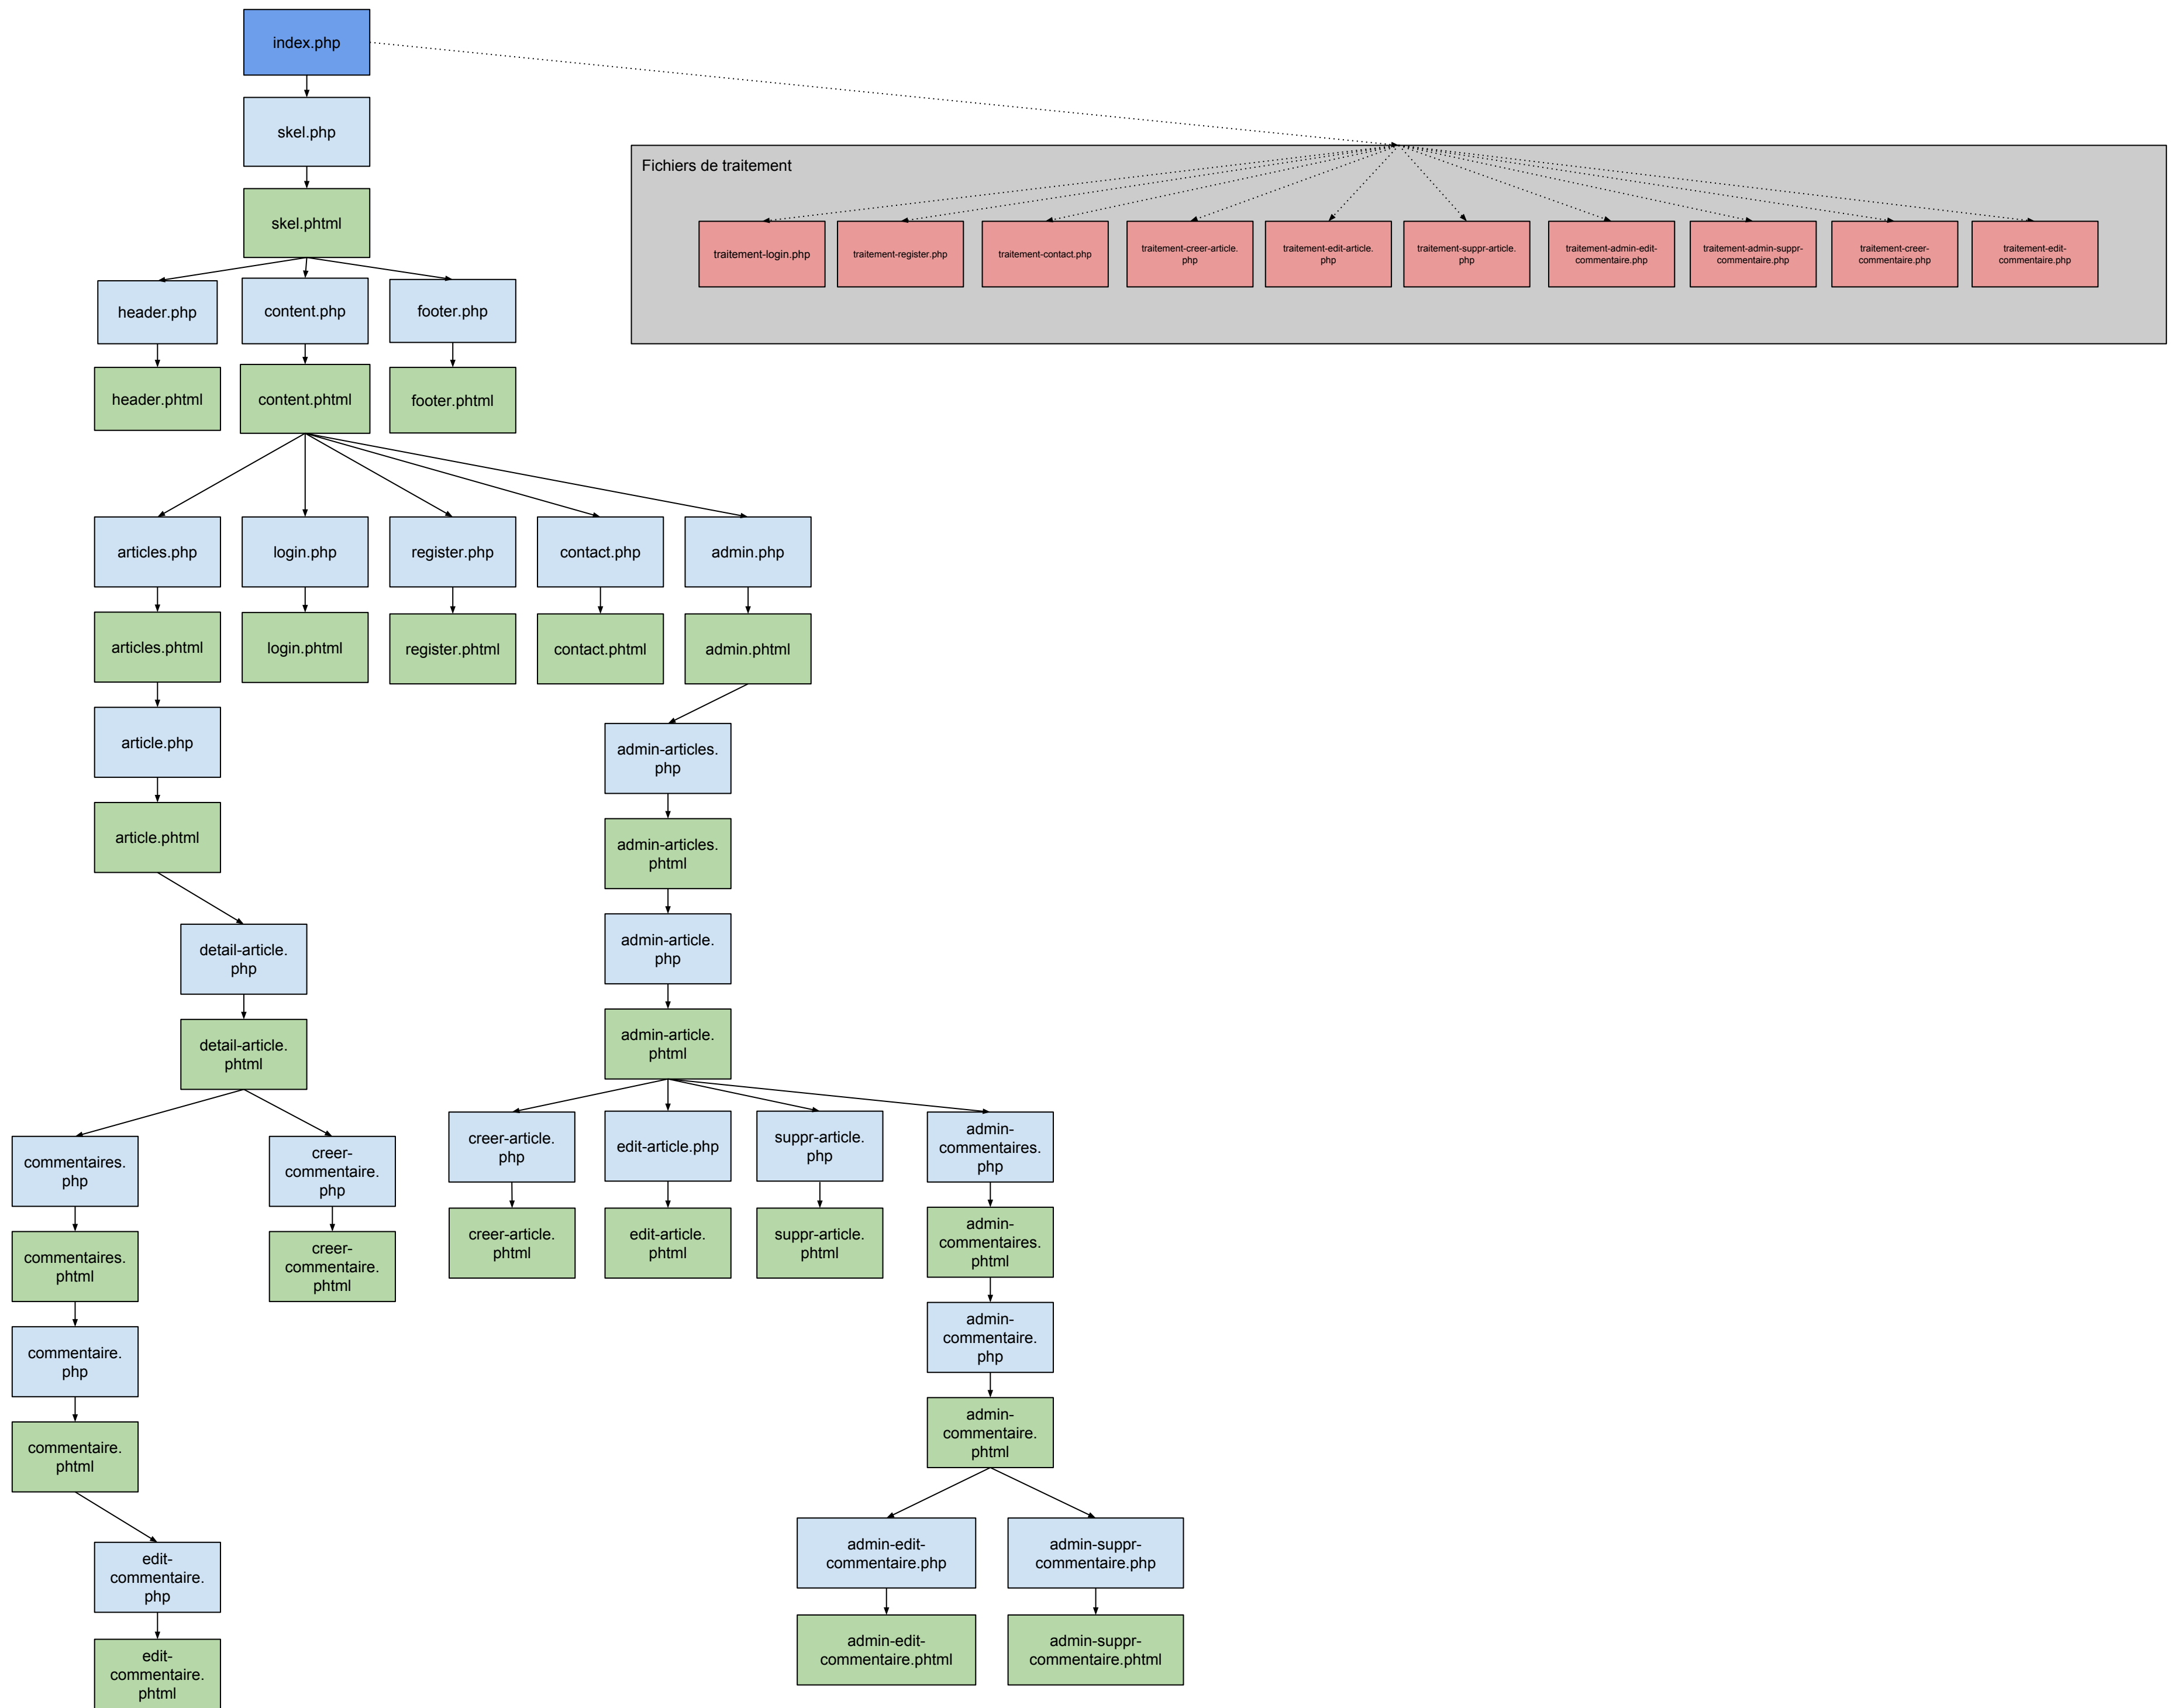 index.php
skel.php
Fichiers de traitement
skel.phtml
traitement-login.php
traitement-register.php
traitement-contact.php
traitement-creer-article.
php
traitement-edit-article.
php
traitement-suppr-article.
php
traitement-admin-edit-
commentaire.php
traitement-admin-suppr-
commentaire.php
traitement-creer-
commentaire.php
traitement-edit-
commentaire.php
header.php
content.php
footer.php
header.phtml
content.phtml
footer.phtml
articles.php
login.php
register.php
contact.php
admin.php
articles.phtml
login.phtml
register.phtml
contact.phtml
admin.phtml
article.php
admin-articles.
php
article.phtml
admin-articles.
phtml
detail-article.
php
admin-article.
php
detail-article.
phtml
admin-article.
phtml
commentaires.
php
creer-
commentaire.
php
creer-article.
php
edit-article.php
suppr-article.
php
admin-
commentaires.
php
commentaires.
phtml
creer-
commentaire.
phtml
creer-article.
phtml
edit-article.
phtml
suppr-article.
phtml
admin-
commentaires.
phtml
commentaire.
php
admin-
commentaire.
php
commentaire.
phtml
admin-
commentaire.
phtml
edit-
commentaire.
php
admin-edit-
commentaire.php
admin-suppr-
commentaire.php
edit-
commentaire.
phtml
admin-edit-
commentaire.phtml
admin-suppr-
commentaire.phtml